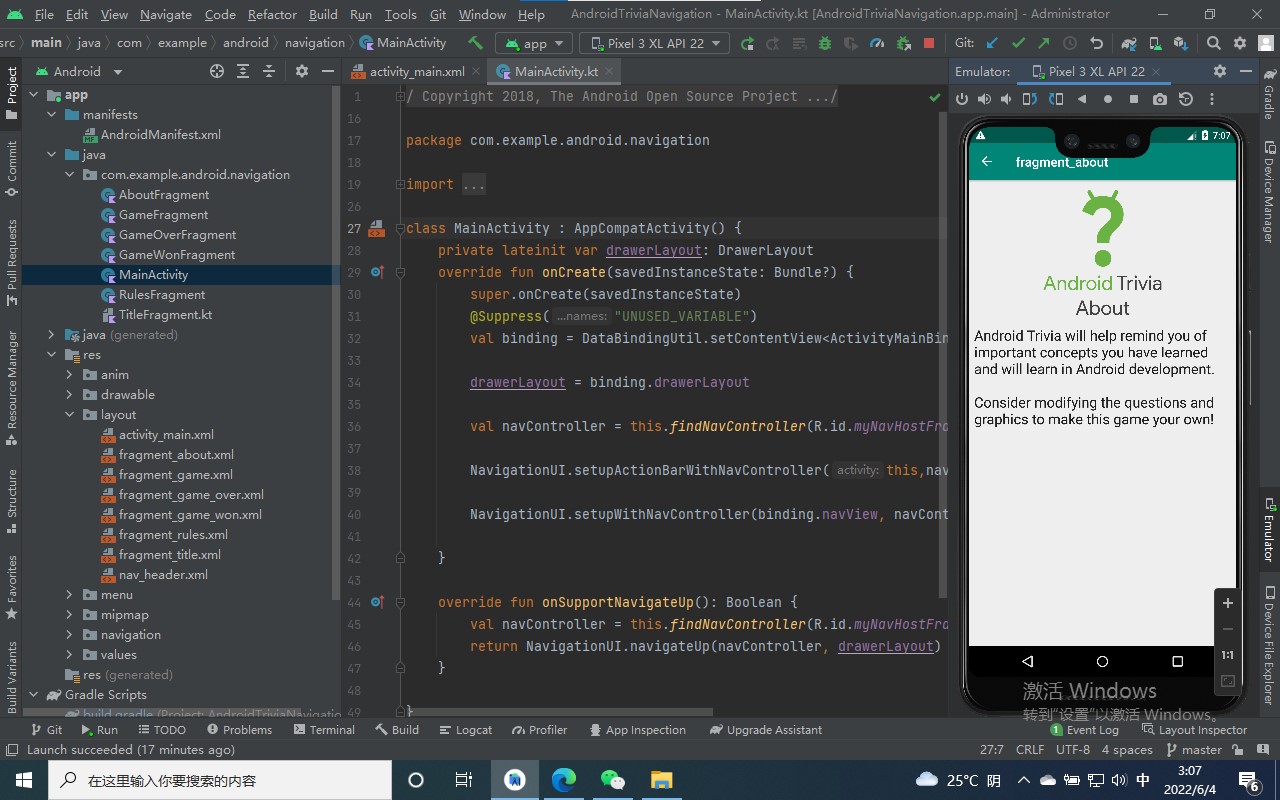 File Edit View Navigate Code Refactor Build Run Tools Git Window Help AndroidTriviaNavigation - MainActivity.kt [AndroidTriviaNavigation.app.main] - Administrator
src main java com example android navigation MainActivity app Pixel 3 XL API 22 Git:
Android
activity_main.xml MainActivity.kt
Emulator: Pixel 3 XL API 22
Project
Commit
Pull Requests
Resource Manager
Structure
Favorites
Build Variants
app
manifests
AndroidManifest.xml
java
com.example.android.navigation
AboutFragment
GameFragment
GameOverFragment
GameWonFragment
MainActivity
RulesFragment
TitleFragment.kt
java (generated)
res
anim
drawable
layout
activity_main.xml
fragment_about.xml
fragment_game.xml
fragment_game_over.xml
fragment_game_won.xml
fragment_rules.xml
fragment_title.xml
nav_header.xml
menu
mipmap
navigation
values
res (generated)
Gradle Scripts
build.gradle (Project: AndroidTriviaNavigatio
1 / Copyright 2018, The Android Open Source Project .../
16
17 package com.example.android.navigation
18
19 import ...
26
27 class MainActivity : AppCompatActivity() {
28 private lateinit var drawerLayout: DrawerLayout
29 override fun onCreate(savedInstanceState: Bundle?) {
30 super.onCreate(savedInstanceState)
31 @Suppress( ...names: "UNUSED_VARIABLE")
32 val binding = DataBindingUtil.setContentView<ActivityMainBin
33
34 drawerLayout = binding.drawerLayout
35
36 val navController = this.findNavController(R.id.myNavHostFra
37
38 NavigationUI.setupActionBarWithNavController( activity: this,nav
39
40 NavigationUI.setupWithNavController(binding.navView, navCont
41
42 }
43
44 override fun onSupportNavigateUp(): Boolean {
45 val navController = this.findNavController(R.id.myNavHostFra
46 return NavigationUI.navigateUp(navController, drawerLayout)
47 }
48
49 }
7:07
fragment_about
Android Trivia
About
Android Trivia will help remind you of
important concepts you have learned
and will learn in Android development.
Consider modifying the questions and
graphics to make this game your own!
1:1
激活 Windows
转到“设置”以激活 Windows。
Gradle
Device Manager
Emulator
Device File Explorer
Git Run TODO Problems Terminal Build Logcat Profiler App Inspection Upgrade Assistant 1 Event Log Layout Inspector
Launch succeeded (17 minutes ago) 27:7 CRLF UTF-8 4 spaces master
在这里输入你要搜索的内容 25°C 阴 中 3:07
2022/6/4 6